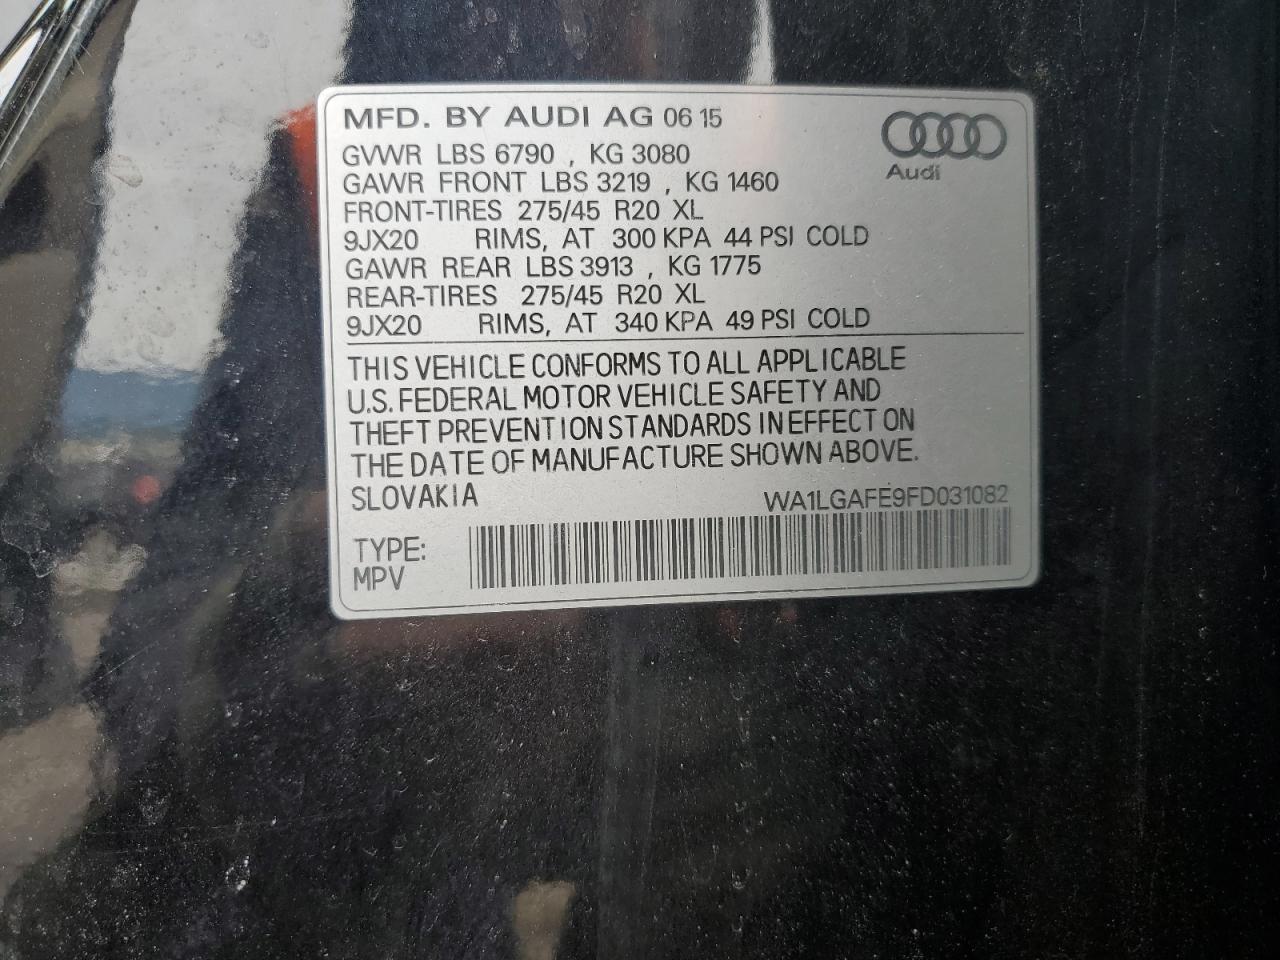 MFD. BY AUDI AG 06 15
Audi
GVWR LBS 6790 , KG 3080
GAWR FRONT LBS 3219 , KG 1460
FRONT-TIRES 275/45 R20 XL
9JX20 RIMS, AT 300 KPA 44 PSI COLD
GAWR REAR LBS 3913 , KG 1775
REAR-TIRES 275/45 R20 XL
9JX20 RIMS, AT 340 KPA 49 PSI COLD
THIS VEHICLE CONFORMS TO ALL APPLICABLE
U.S. FEDERAL MOTOR VEHICLE SAFETY AND
THEFT PREVENTION STANDARDS IN EFFECT ON
THE DATE OF MANUFACTURE SHOWN ABOVE.
SLOVAKIA WA1LGAFE9FD031082
TYPE:
MPV